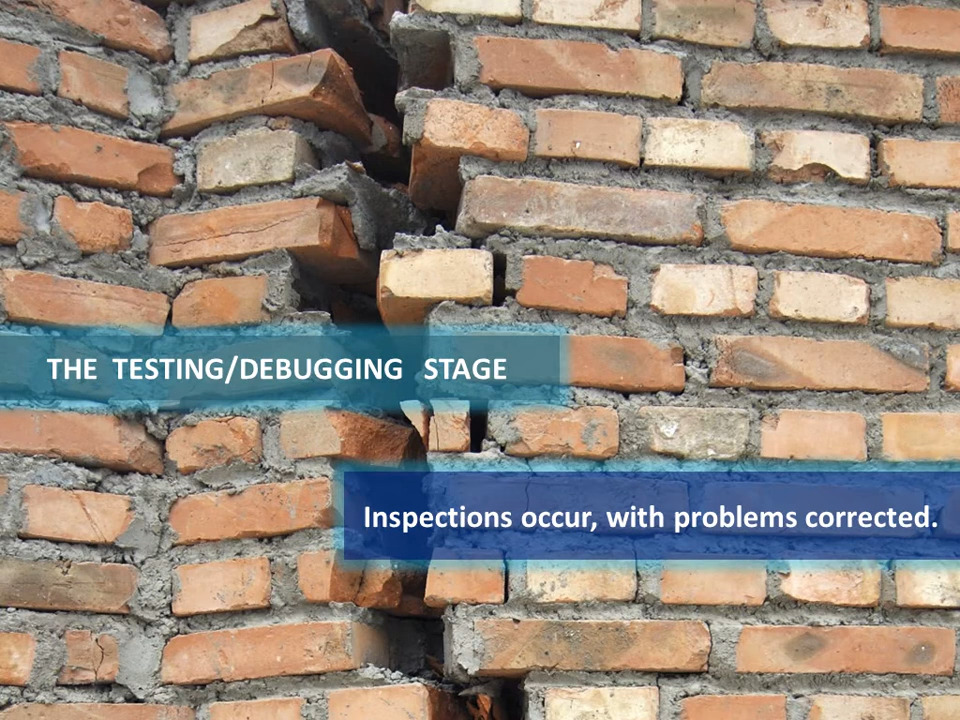 THE TESTING/DEBUGGING STAGE
Inspections occur, with problems corrected.